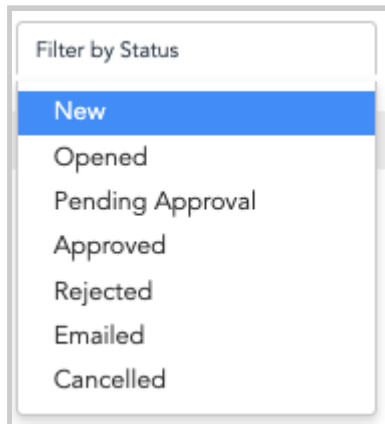 Filter by Status
New
Opened
Pending Approval
Approved
Rejected
Emailed
Cancelled